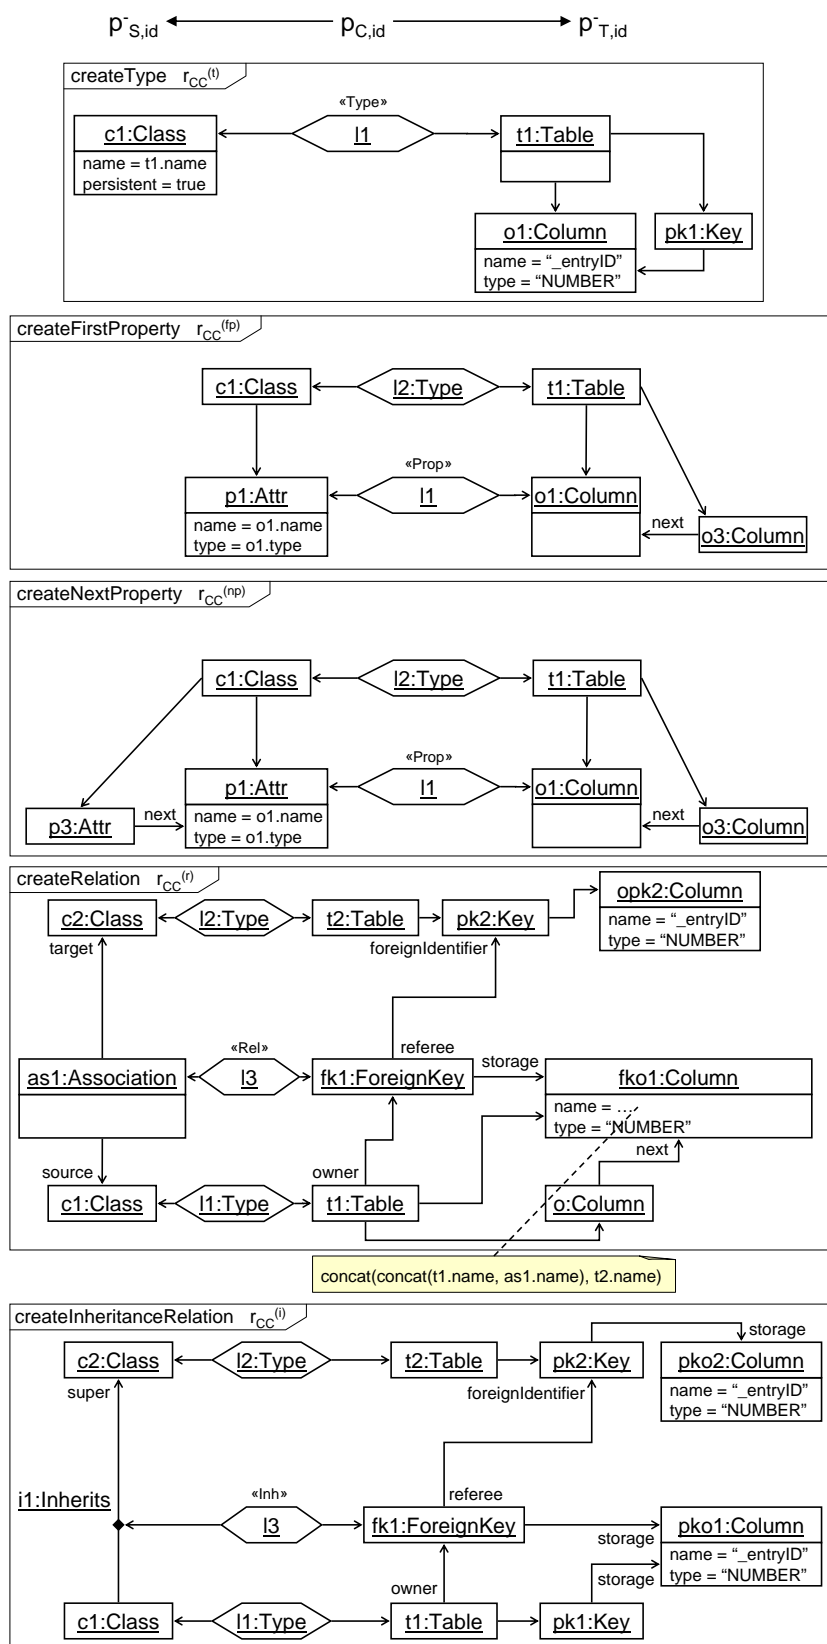 p-S,id p C,id p-T,id
createType rCC(t)
«Type»
c1:Class l1 t1:Table
name = t1.name
persistent = true
o1:Column pk1:Key
name = “_entryID”
type = “NUMBER”
createFirstProperty rCC(fp)
c1:Class l2:Type t1:Table
«Prop»
p1:Attr l1 o1:Column
name = o1.name
type = o1.type
next
o3:Column
createNextProperty rCC(np)
c1:Class l2:Type t1:Table
«Prop»
p1:Attr l1 o1:Column
p3:Attr next name = o1.name
type = o1.type
next o3:Column
createRelation rCC(r)
opk2:Column
c2:Class l2:Type t2:Table pk2:Key
name = “_entryID”
type = “NUMBER”
target foreignIdentifier
«Rel» referee storage
as1:Association l3 fk1:ForeignKey fko1:Column
name = ...
type = “NUMBER”
source owner next
c1:Class l1:Type t1:Table o:Column
concat(concat(t1.name, as1.name), t2.name)
createInheritanceRelation rCC(i)
storage
c2:Class l2:Type t2:Table pk2:Key pko2:Column
super foreignIdentifier
name = “_entryID”
type = “NUMBER”
i1:Inherits «Inh» referee
l3 fk1:ForeignKey storage pko1:Column
name = “_entryID”
type = “NUMBER”
owner storage
c1:Class l1:Type t1:Table pk1:Key